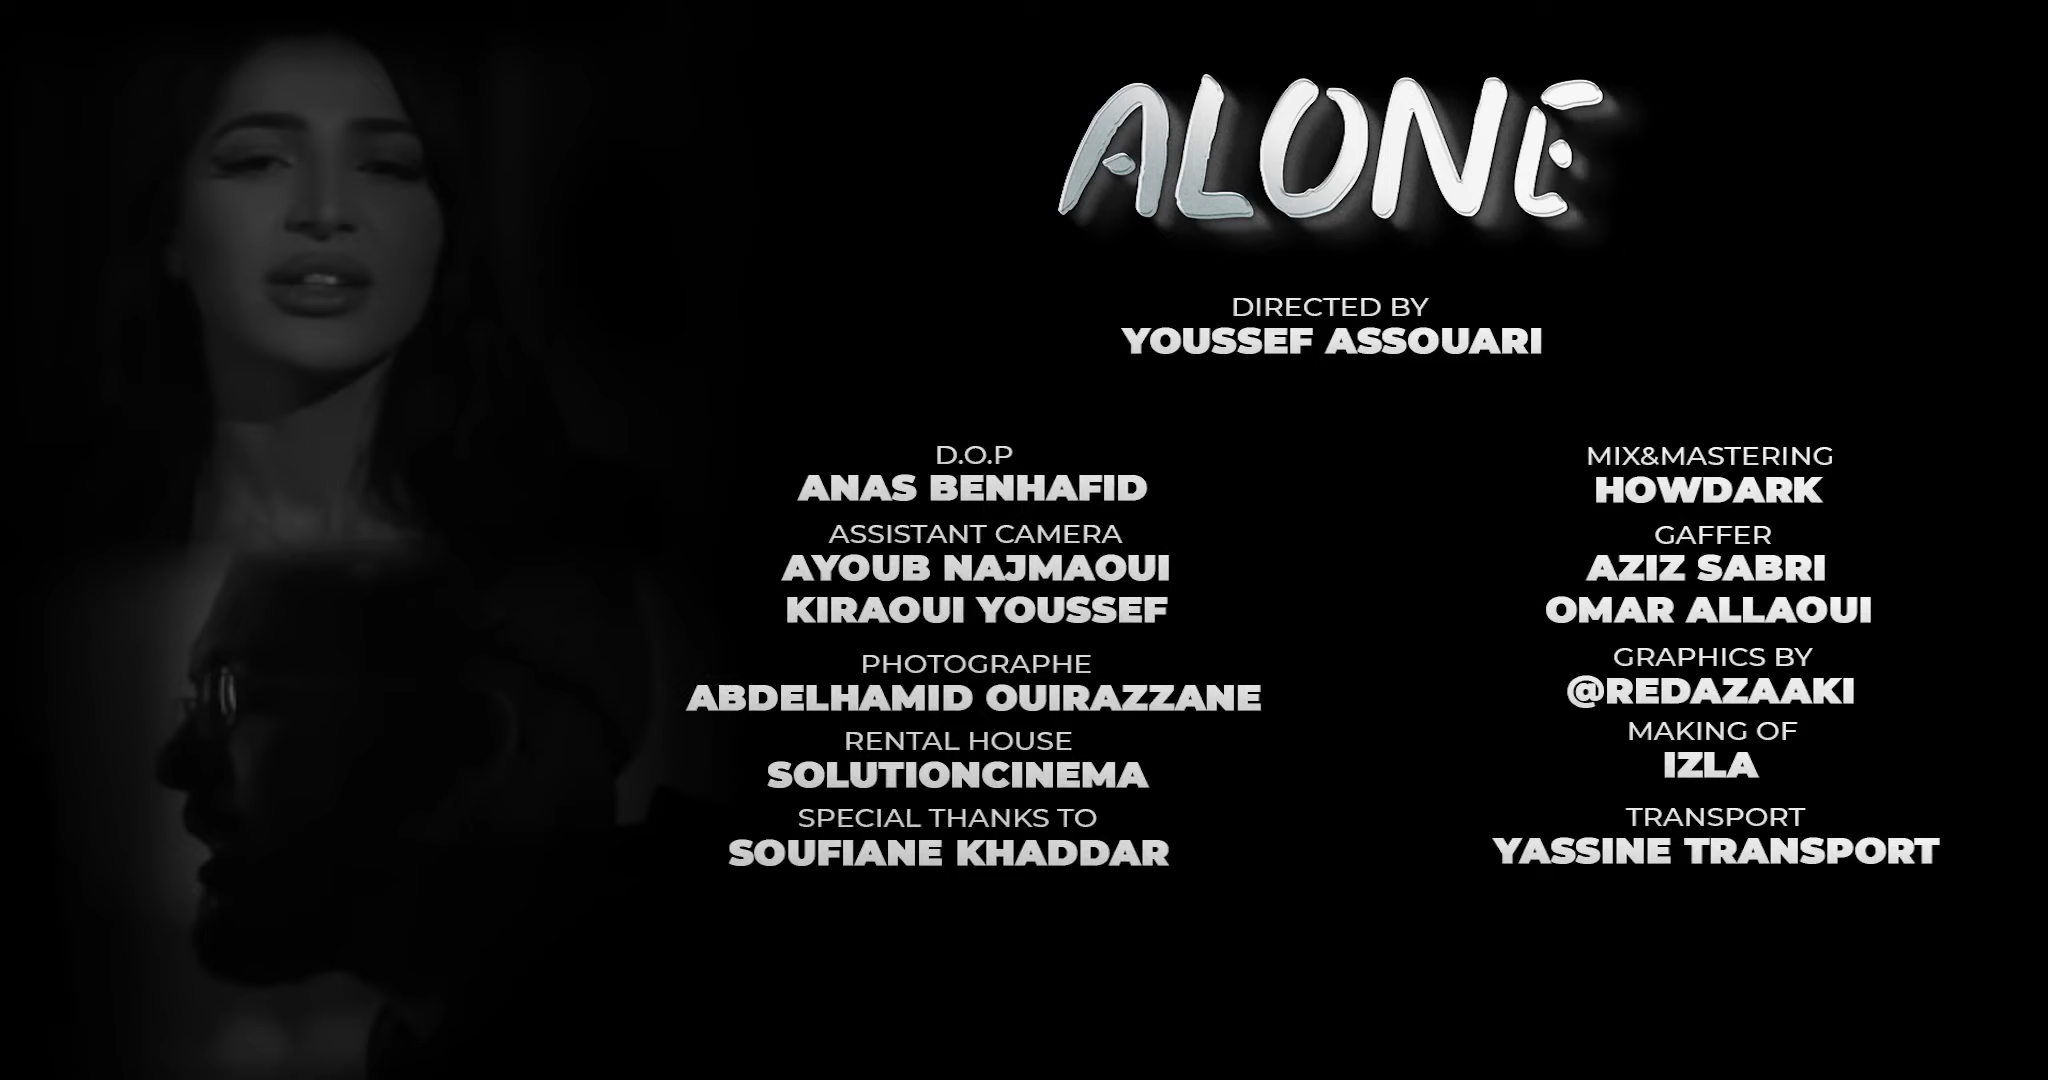 ALONE
DIRECTED BY
YOUSSEF ASSOUARI
D.O.P
ANAS BENHAFID
ASSISTANT CAMERA
AYOUB NAJMAOUI
KIRAOUI YOUSSEF
PHOTOGRAPHE
ABDELHAMID OUIRAZZANE
RENTAL HOUSE
SOLUTIONCINEMA
SPECIAL THANKS TO
SOUFIANE KHADDAR
MIX&MASTERING
HOWDARK
GAFFER
AZIZ SABRI
OMAR ALLAOUI
GRAPHICS BY
@REDAZAAKI
MAKING OF
IZLA
TRANSPORT
YASSINE TRANSPORT